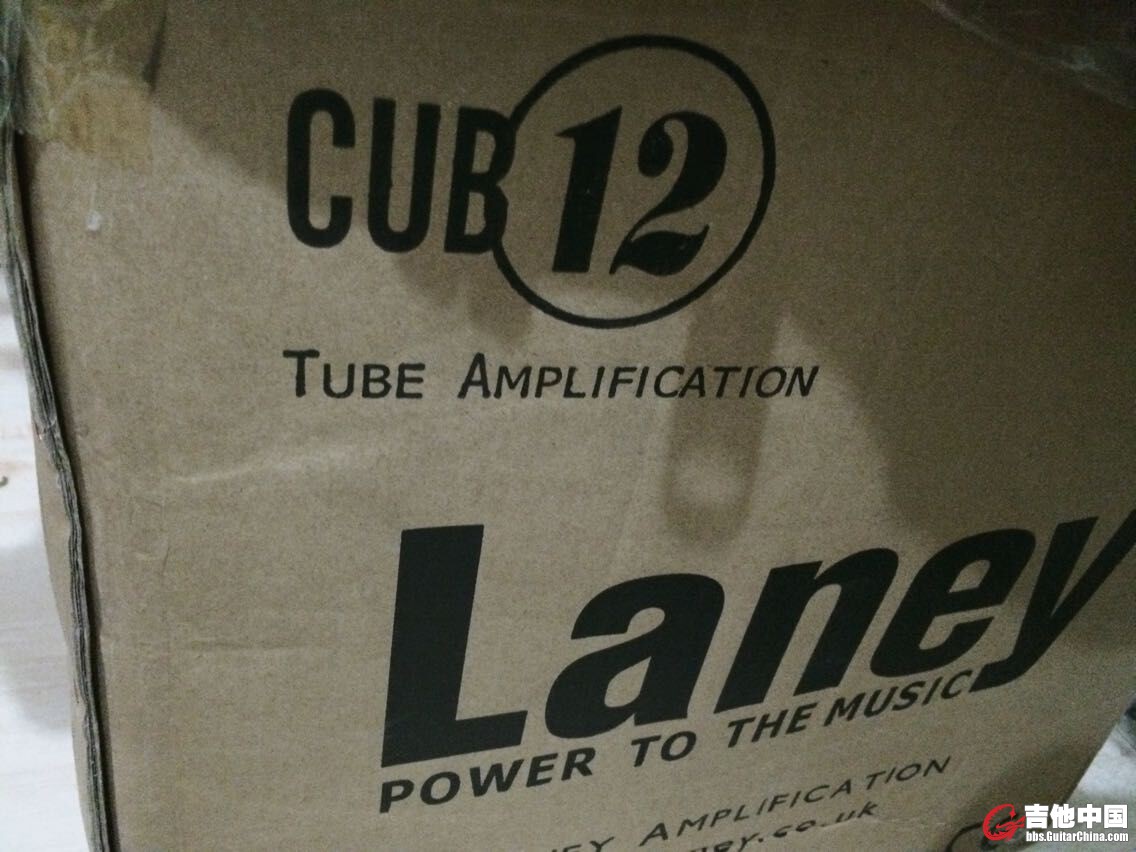 CUB 12
TUBE AMPLIFICATION
Laney
POWER TO THE MUSIC
AMPLIFICATION
吉他中国
bbs.GuitarChina.com